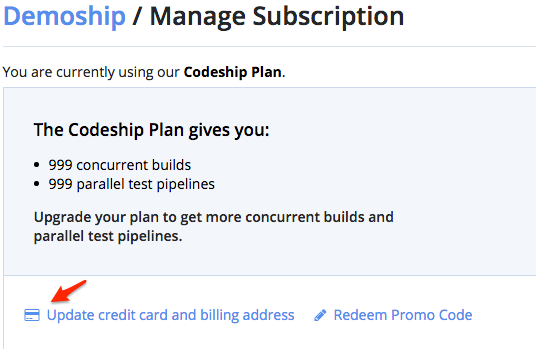 Demoship / Manage Subscription
You are currently using our Codeship Plan.
The Codeship Plan gives you:
• 999 concurrent builds
• 999 parallel test pipelines
Upgrade your plan to get more concurrent builds and
parallel test pipelines.
Update credit card and billing address Redeem Promo Code